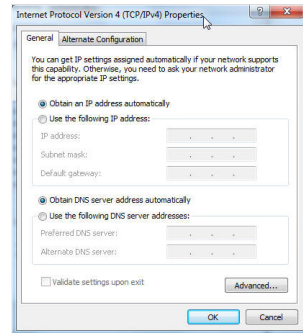 Internet Protocol Version 4 (TCP/IPv4) Properties
General
Alternate Configuration
You can get IP settings assigned automatically if your network supports
this capability. Otherwise, you need to ask your network administrator
for the appropriate IP settings.
Obtain an IP address automatically
Use the following IP address:
IP address:
Subnet mask:
Default gateway:
Obtain DNS server address automatically
Use the following DNS server addresses:
Preferred DNS server:
Alternate DNS server:
Validate settings upon exit
Advanced...
OK
Cancel